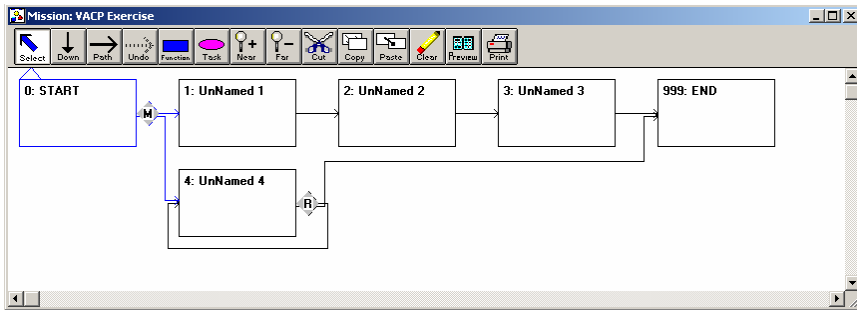 Mission: VACP Exercise
Select Down Path Undo Function Task Near Far Cut Copy Paste Clear Preview Print
0: START 1: UnNamed 1 2: UnNamed 2 3: UnNamed 3 999: END
M
4: UnNamed 4
R